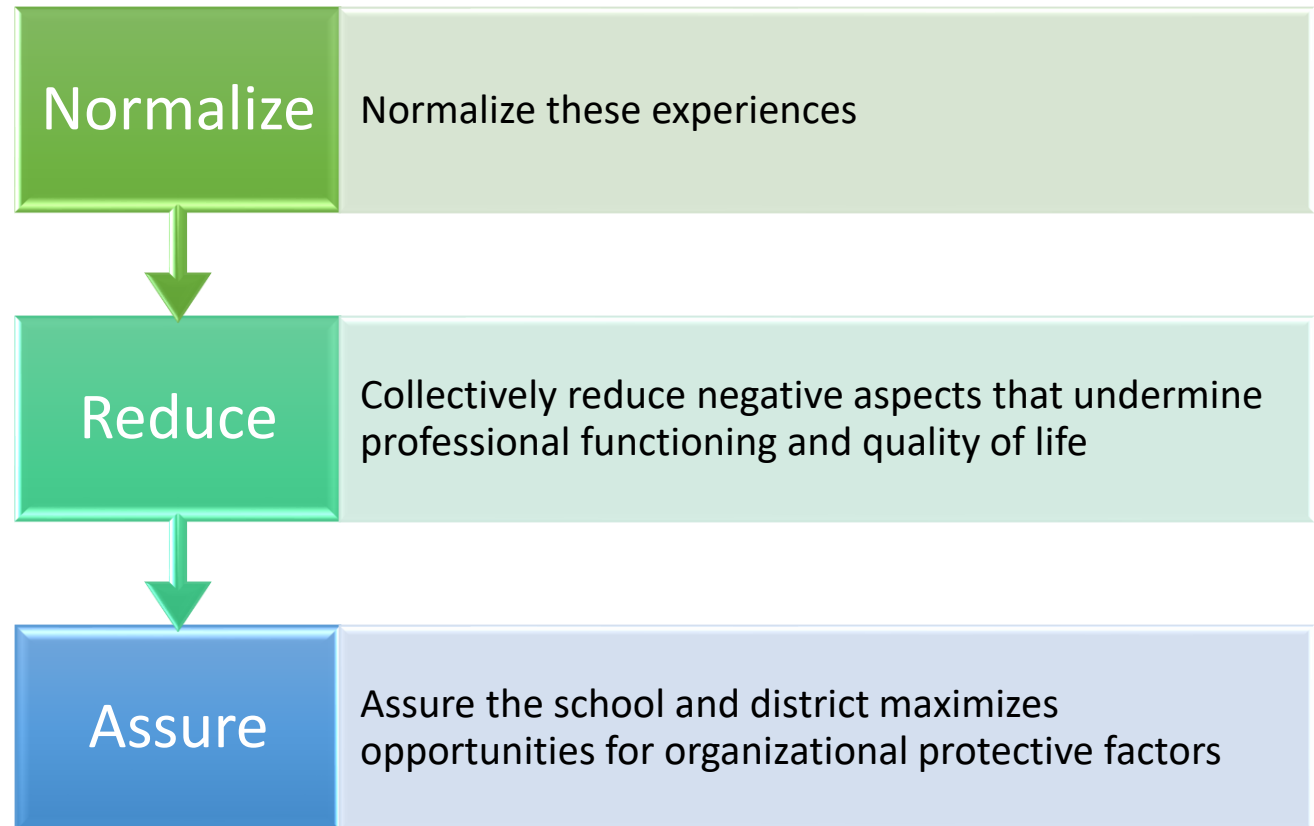 Normalize
Normalize these experiences
Reduce
Collectively reduce negative aspects that undermine
professional functioning and quality of life
Assure
Assure the school and district maximizes
opportunities for organizational protective factors